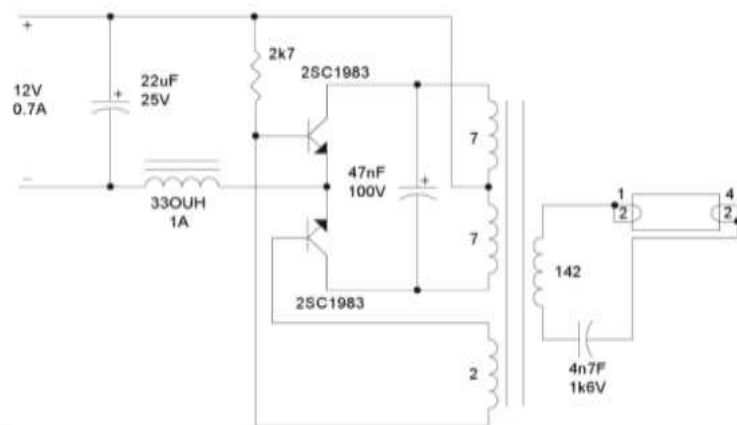 +
12V
0.7A
−
22uF
25V
+
2k7
2SC1983
33OUH
1A
47nF
100V
+
2SC1983
7
7
2
142
1
2
4
2
4n7F
1k6V